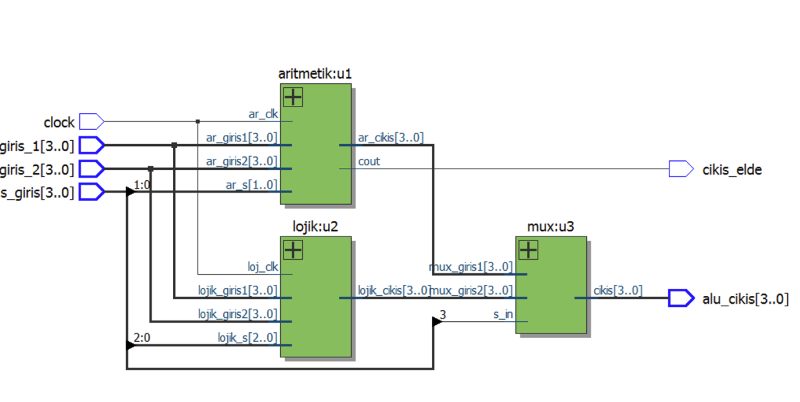 aritmetik:u1
clock
ar_clk
giris_1[3..0]
ar_giris1[3..0]
ar_cikis[3..0]
giris_2[3..0]
ar_giris2[3..0]
cout
cikis_elde
s_giris[3..0]
1:0
ar_s[1..0]
lojik:u2
mux:u3
loj_clk
mux_giris1[3..0]
lojik_giris1[3..0]
lojik_cikis[3..0]
mux_giris2[3..0]
cikis[3..0]
alu_cikis[3..0]
lojik_giris2[3..0]
3
s_in
2:0
lojik_s[2..0]